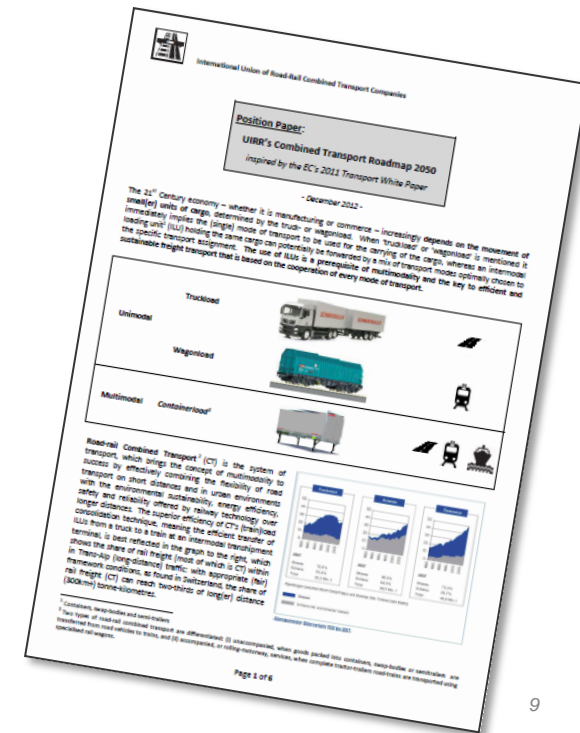 International Union of Road-Rail Combined Transport Companies
Position Paper:
UIRR's Combined Transport Roadmap 2050
inspired by the EC's 2011 Transport White Paper
- December 2012 -
The 21st Century economy – whether it is manufacturing or commerce – increasingly depends on the movement of
small(er) units of cargo, determined by the truck- or wagonload. When 'truckload' or 'wagonload' is mentioned it
immediately implies the (single) mode of transport to be used for the carrying of the cargo, whereas an intermodal
loading unit1 (ILU) holding the same cargo can potentially be forwarded by a mix of transport modes optimally chosen to
the specific transport assignment. The use of ILUs is a prerequisite of multimodality and the key to efficient and
sustainable freight transport that is based on the cooperation of every mode of transport.
Truckload
Unimodal
Wagonload
Multimodal Containerload2
Road-rail Combined Transport2 (CT) is the system of
transport, which brings the concept of multimodality to
success by effectively combining the flexibility of road
transport on short distances and in urban environments
with the environmental sustainability, energy efficiency,
safety and reliability offered by railway technology over
longer distances. The superior efficiency of CT's (train)load
consolidation technique, meaning the efficient transfer of
ILUs from a truck to a train at an intermodal transhipment
terminal, is best reflected in the graph to the right, which
shows the share of rail freight (most of which is CT) within
in Trans-Alp (long-distance) traffic: with appropriate (fair)
framework conditions, as found in Switzerland, the share of
rail freight (CT) can reach two-thirds of long(er) distance
(300km+) tonne-kilometres.
1 Containers, swap-bodies and semi-trailers
2 Two types of road-rail combined transport are differentiated: (i) unaccompanied, when goods packed into containers, swap-bodies or semitrailers are
transferred from road vehicles to trains, and (ii) accompanied, or rolling-motorway, services, when complete tractor-trailers road-trains are transported using
specialised rail wagons.
Page 1 of 6
9